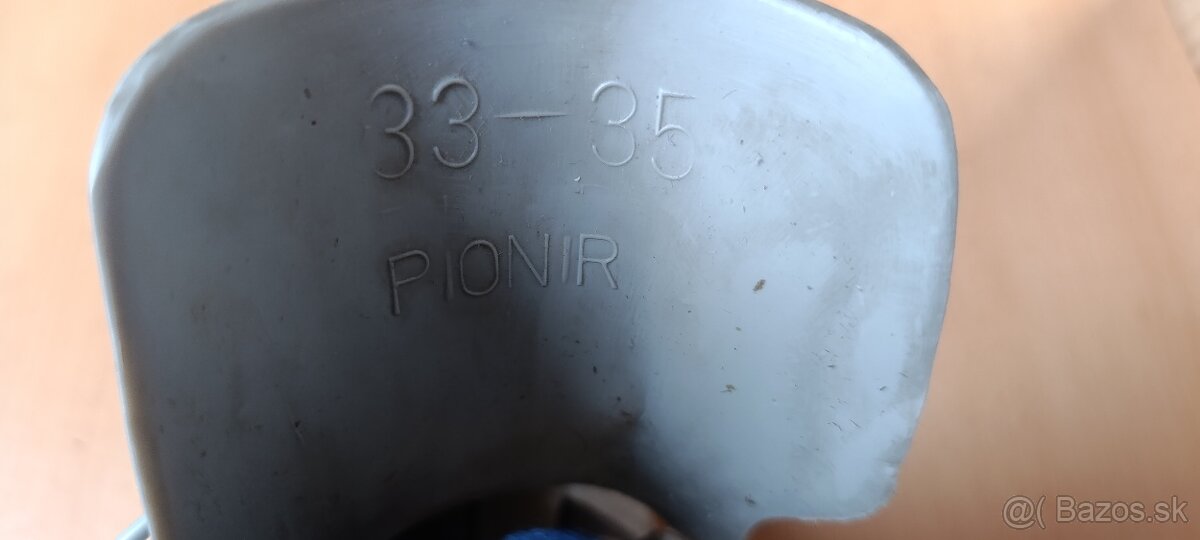 33-35
PIONIR
@( Bazos.sk